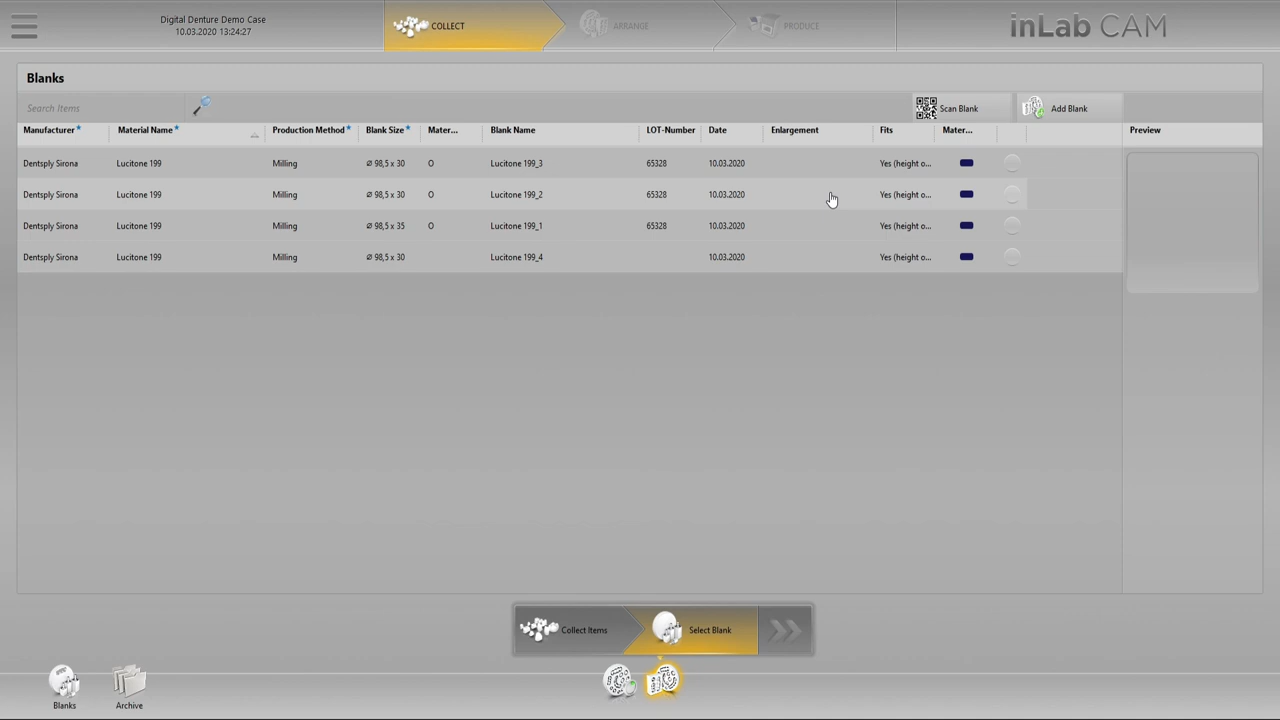 Digital Denture Demo Case
10.03.2020 13:24:27
COLLECT
ARRANGE
PRODUCE
inLab CAM
Blanks
Search Items
Scan Blank
Add Blank
Manufacturer* Material Name* Production Method* Blank Size* Mater... Blank Name LOT-Number Date Enlargement Fits Mater... Preview
Dentsply Sirona Lucitone 199 Milling ⌀ 98,5 x 30 O Lucitone 199_3 65328 10.03.2020 Yes (height o...
Dentsply Sirona Lucitone 199 Milling ⌀ 98,5 x 30 O Lucitone 199_2 65328 10.03.2020 Yes (height o...
Dentsply Sirona Lucitone 199 Milling ⌀ 98,5 x 35 O Lucitone 199_1 65328 10.03.2020 Yes (height o...
Dentsply Sirona Lucitone 199 Milling ⌀ 98,5 x 30 Lucitone 199_4 10.03.2020 Yes (height o...
Collect Items
Select Blank
Blanks
Archive